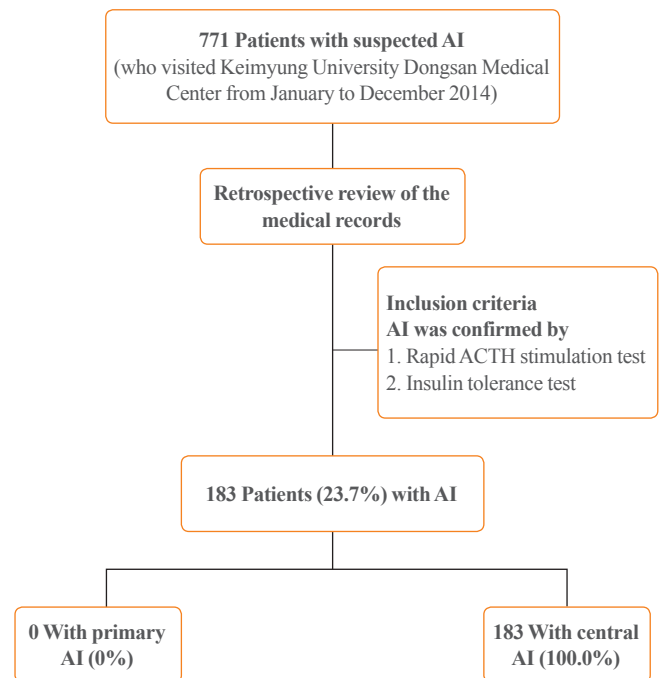 771 Patients with suspected AI
(who visited Keimyung University Dongsan Medical
Center from January to December 2014)
Retrospective review of the
medical records
Inclusion criteria
AI was confirmed by
1. Rapid ACTH stimulation test
2. Insulin tolerance test
183 Patients (23.7%) with AI
0 With primary
AI (0%)
183 With central
AI (100.0%)